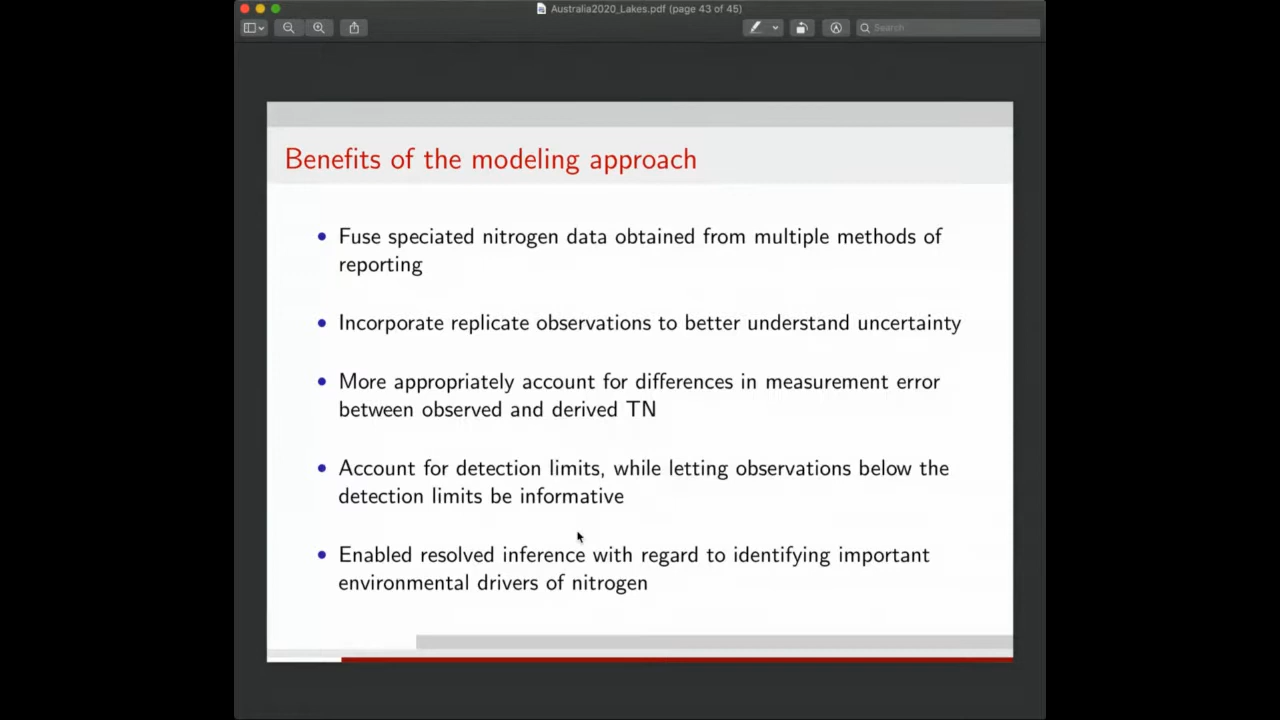 Australia2020_Lakes.pdf (page 43 of 45)
Search
Benefits of the modeling approach
• Fuse speciated nitrogen data obtained from multiple methods of
reporting
• Incorporate replicate observations to better understand uncertainty
• More appropriately account for differences in measurement error
between observed and derived TN
• Account for detection limits, while letting observations below the
detection limits be informative
• Enabled resolved inference with regard to identifying important
environmental drivers of nitrogen